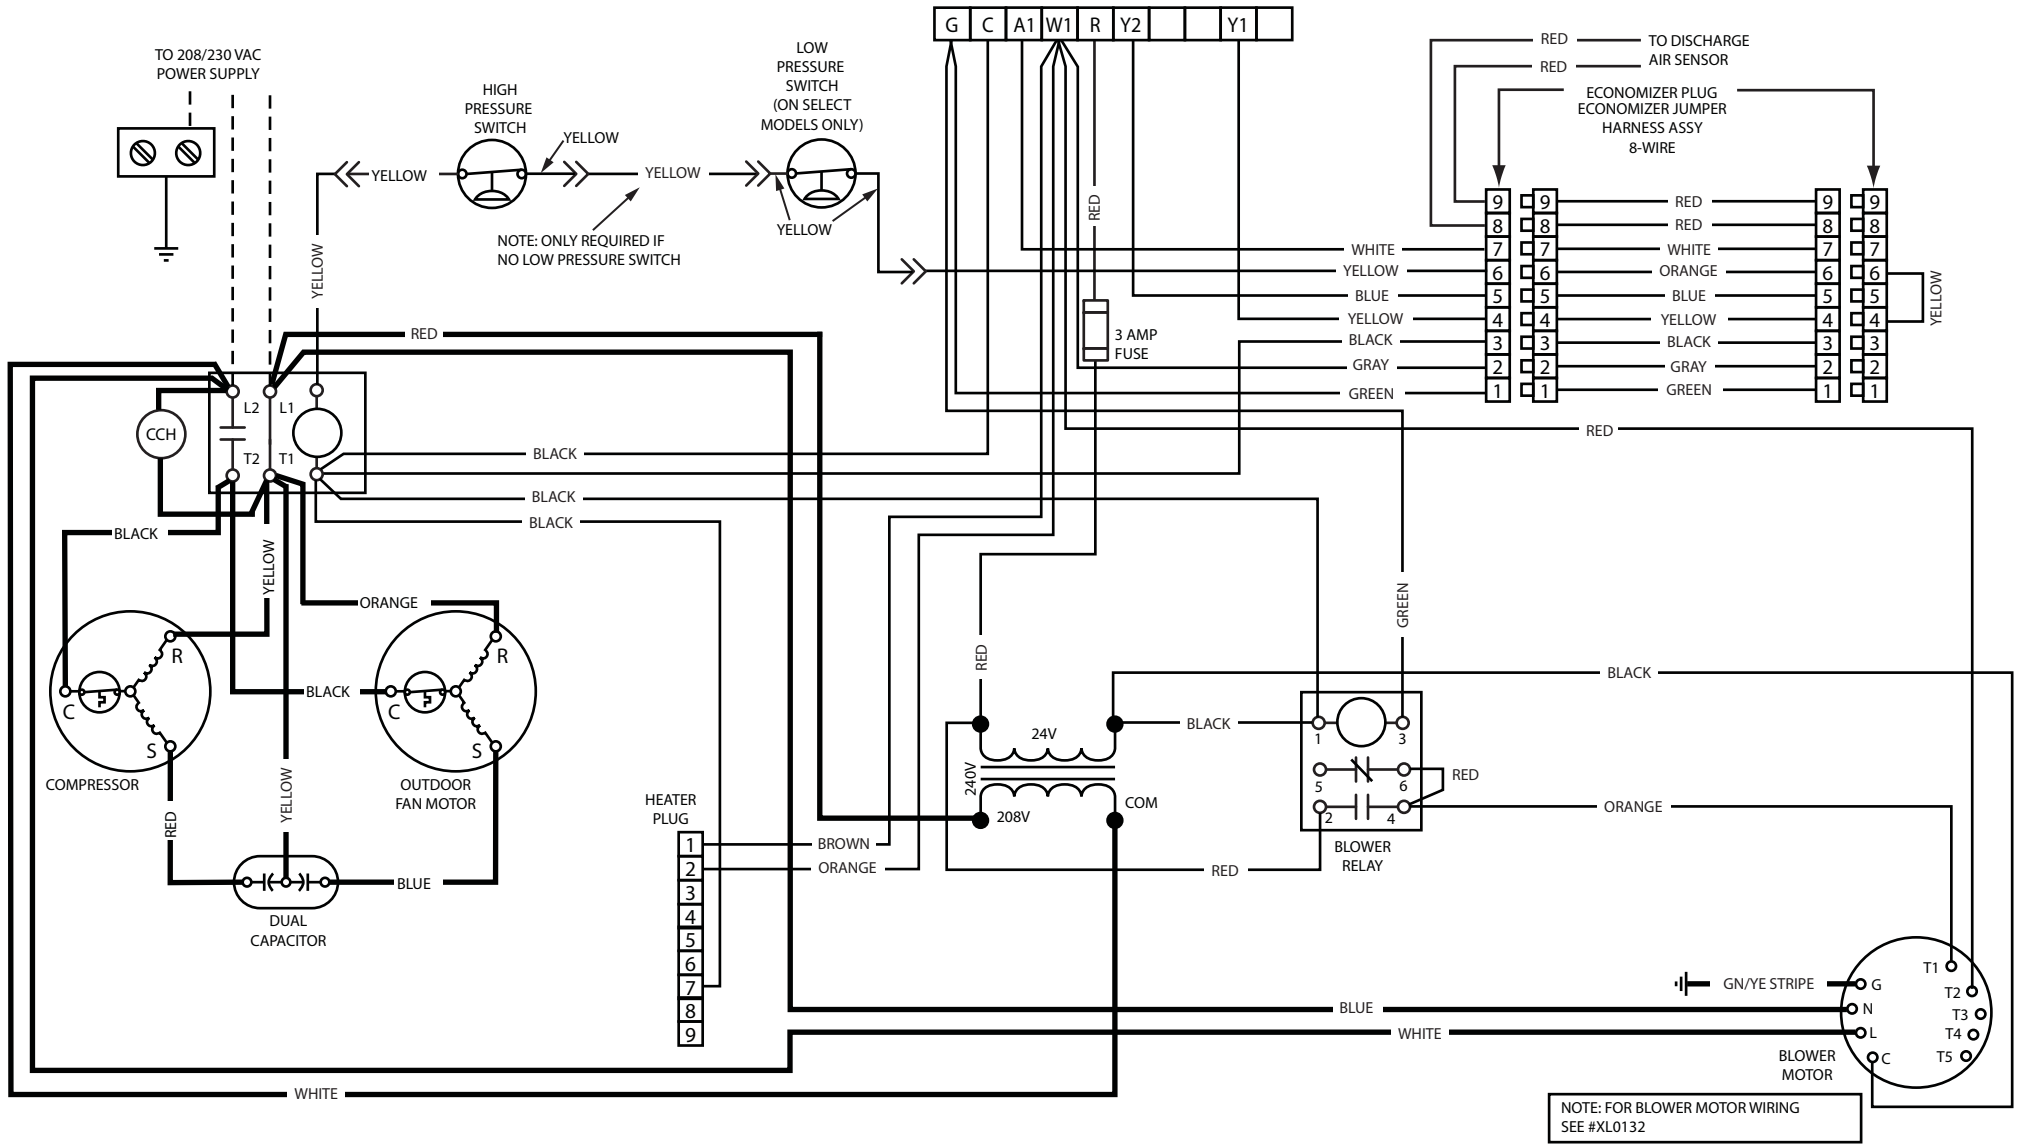 G C A1 W1 R Y2 Y1
TO 208/230 VAC
POWER SUPPLY
HIGH
PRESSURE
SWITCH
YELLOW
LOW
PRESSURE
SWITCH
(ON SELECT
MODELS ONLY)
RED
TO DISCHARGE
AIR SENSOR
RED
ECONOMIZER PLUG
ECONOMIZER JUMPER
HARNESS ASSY
8-WIRE
YELLOW
YELLOW
YELLOW
NOTE: ONLY REQUIRED IF
NO LOW PRESSURE SWITCH
YELLOW
RED
9 9 RED 9 9
8 8 RED 8 8
WHITE 7 7 WHITE 7 7
YELLOW 6 6 ORANGE 6 6
BLUE 5 5 BLUE 5 5
YELLOW 4 4 YELLOW 4 4
BLACK 3 3 BLACK 3 3
GRAY 2 2 GRAY 2 2
GREEN 1 1 GREEN 1 1
YELLOW
3 AMP
FUSE
RED
RED
L2 L1
CCH
T2 T1
BLACK
BLACK
BLACK
BLACK
YELLOW
ORANGE
R
C
S
COMPRESSOR
BLACK
R
C
S
OUTDOOR
FAN MOTOR
RED
YELLOW
BLUE
DUAL
CAPACITOR
HEATER
PLUG
1
2
3
4
5
6
7
8
9
BROWN
ORANGE
RED
24V
240V
208V
COM
BLACK
GREEN
BLACK
1 3
5 6
2 4
RED
BLOWER
RELAY
RED
ORANGE
GN/YE STRIPE
BLUE
WHITE
G
N
L
C
T1
T2
T3
T4
T5
BLOWER
MOTOR
WHITE
NOTE: FOR BLOWER MOTOR WIRING
SEE #XL0132